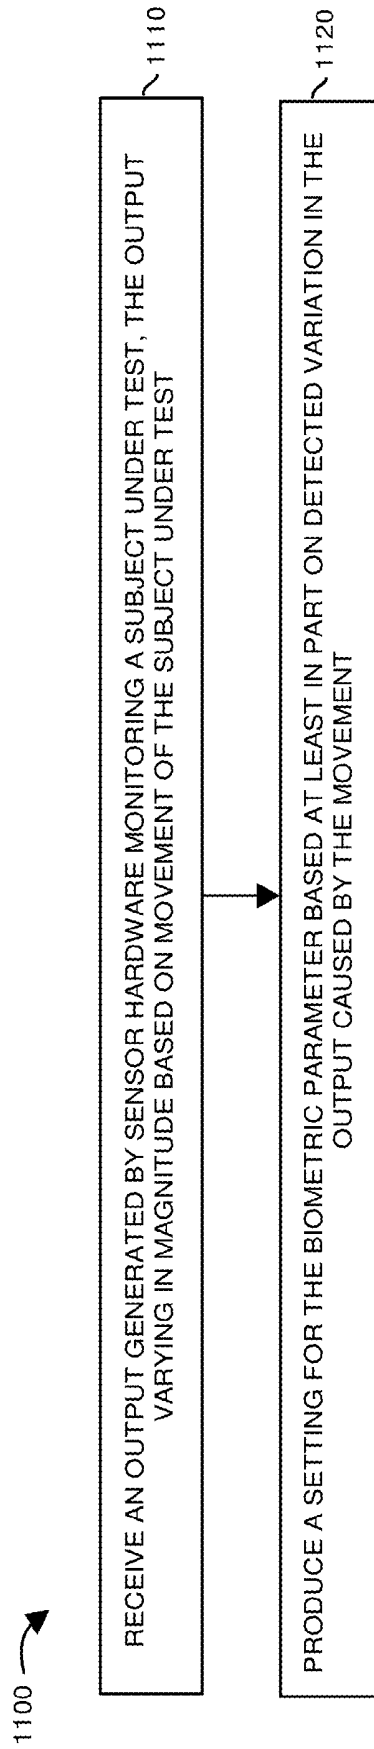 1100
RECEIVE AN OUTPUT GENERATED BY SENSOR HARDWARE MONITORING A SUBJECT UNDER TEST, THE OUTPUT
VARYING IN MAGNITUDE BASED ON MOVEMENT OF THE SUBJECT UNDER TEST
1110
PRODUCE A SETTING FOR THE BIOMETRIC PARAMETER BASED AT LEAST IN PART ON DETECTED VARIATION IN THE
OUTPUT CAUSED BY THE MOVEMENT
1120